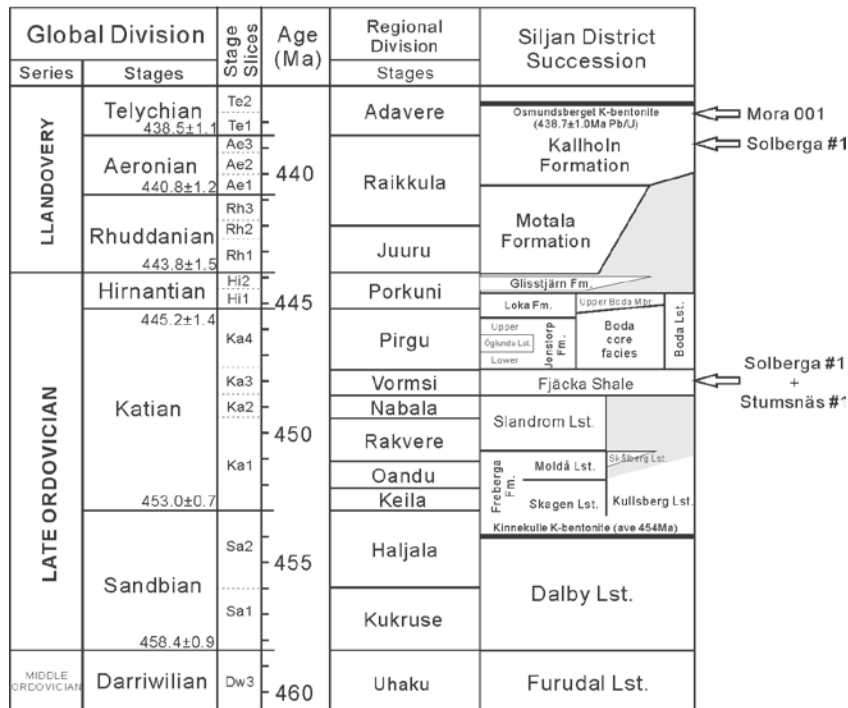 Global Division
Series
Stages
Stage Slices
Age
(Ma)
Regional
Division
Stages
Siljan District
Succession
LLANDOVERY
Telychian
438.5±1.1
Te2
Te1
Adavere
Osmundsberget K-bentonite
(438.7±1.0Ma Pb/U)
Mora 001
Kallholn
Formation
Solberga #1
Aeronian
440.8±1.2
Ae3
Ae2
Ae1
440
Raikkula
Rhuddanian
443.8±1.5
Rh3
Rh2
Rh1
Juuru
Motala
Formation
LATE ORDOVICIAN
Hirnantian
445.2±1.4
Hi2
Hi1
445
Porkuni
Glisstjärn Fm.
Loka Fm.
Upper Boda Mbr.
Boda Lst.
Katian
453.0±0.7
Ka4
Ka3
Ka2
Ka1
450
Pirgu
Upper
Öglunda Lst.
Lower
Jonstorp
Fm.
Boda
core
facies
Vormsi
Fjäcka Shale
Solberga #1
+
Stumsnäs #1
Nabala
Rakvere
Oandu
Keila
Slandrom Lst.
Freberga
Fm.
Moldå Lst.
Skålberg Lst.
Skagen Lst.
Kullsberg Lst.
Kinnekulle K-bentonite (ave 454Ma)
Sandbian
458.4±0.9
Sa2
Sa1
455
Haljala
Kukruse
Dalby Lst.
MIDDLE
ORDOVICIAN
Darriwilian
Dw3
460
Uhaku
Furudal Lst.